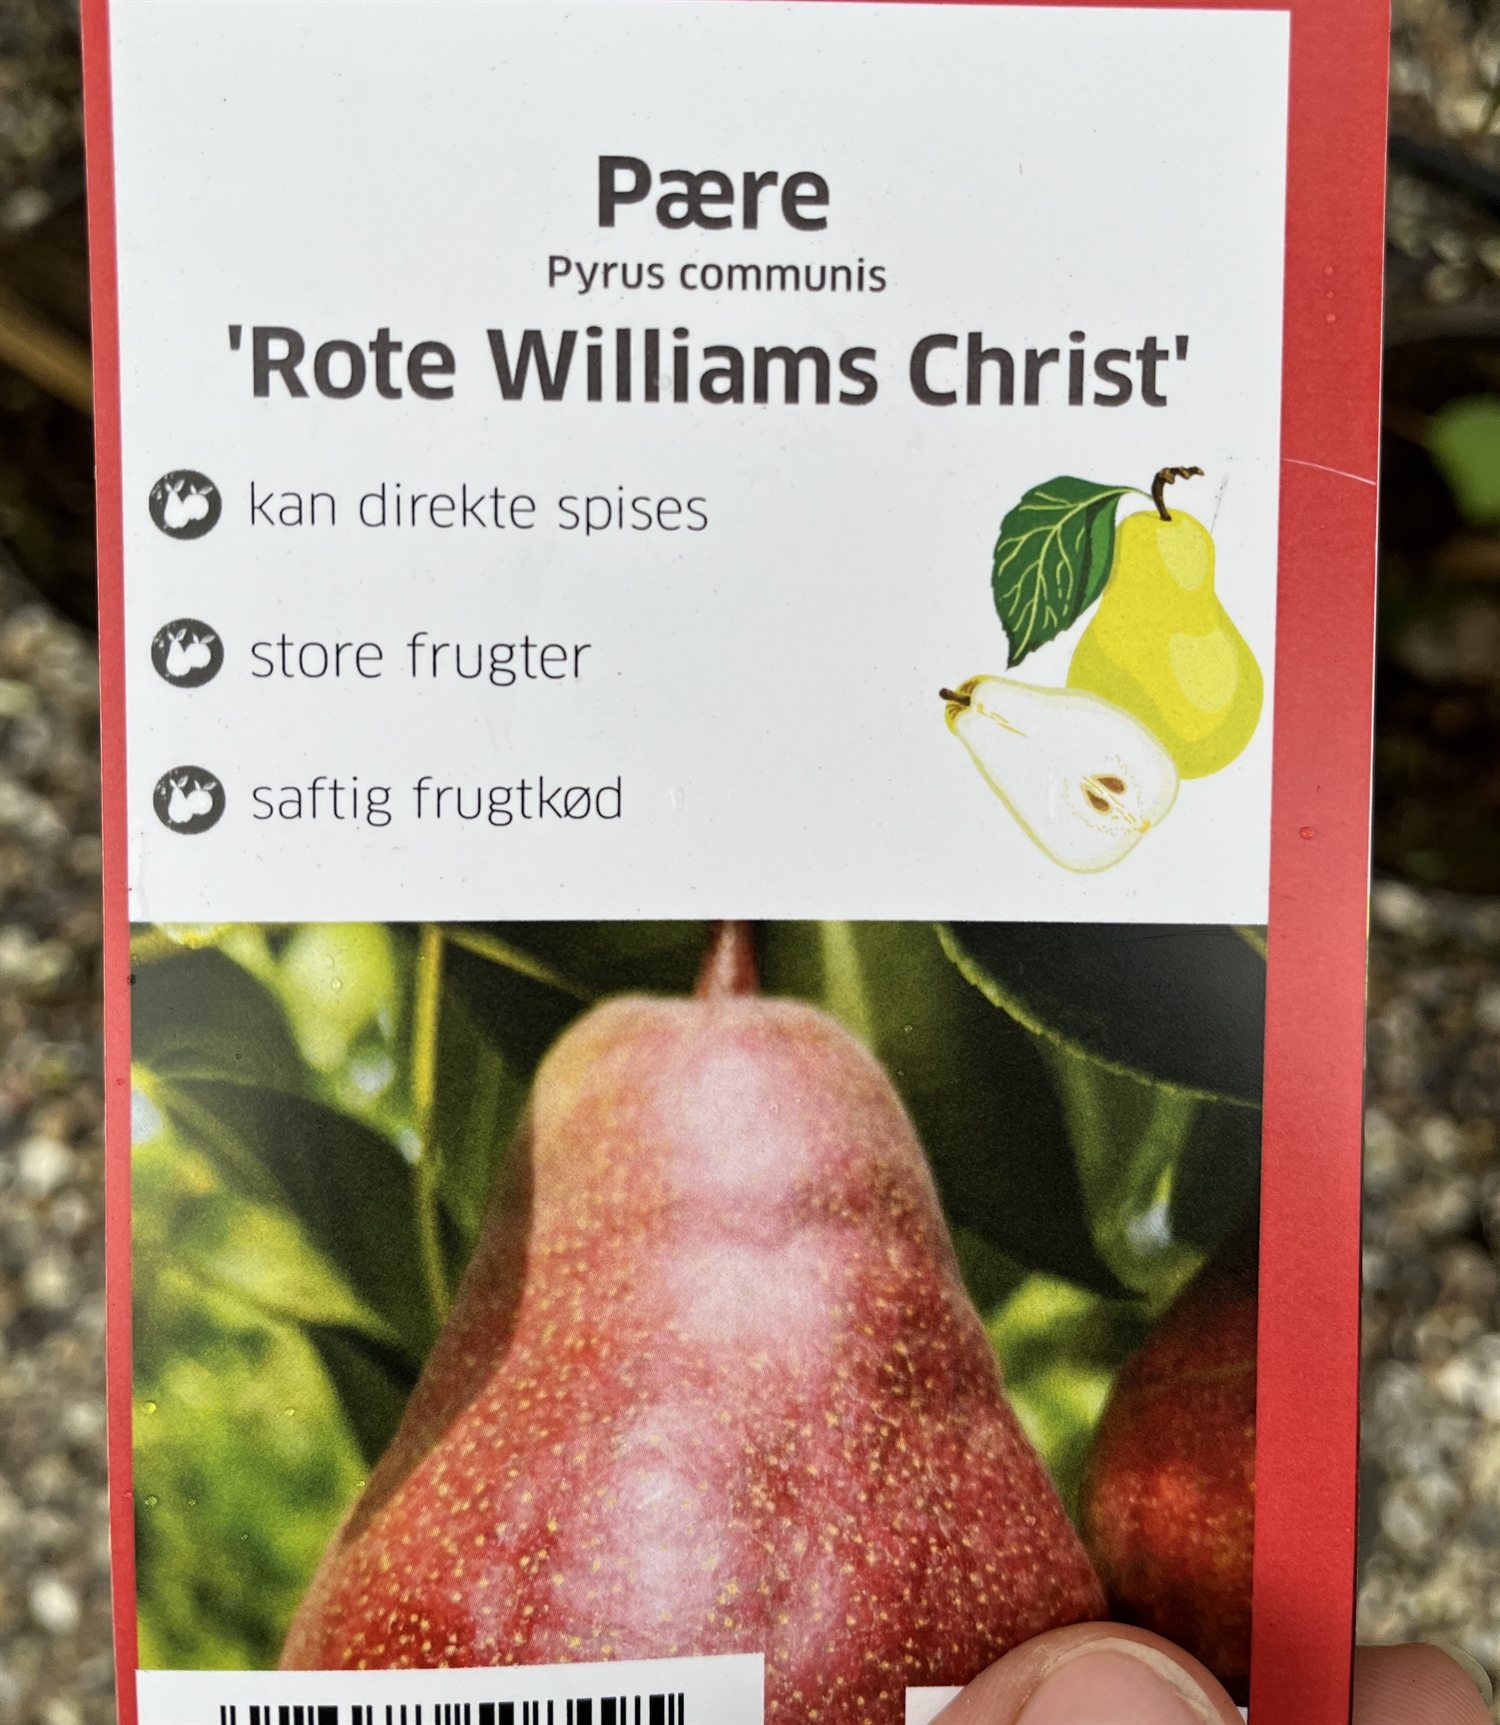 Pære
Pyrus communis
'Rote Williams Christ'
kan direkte spises
store frugter
saftig frugtkød